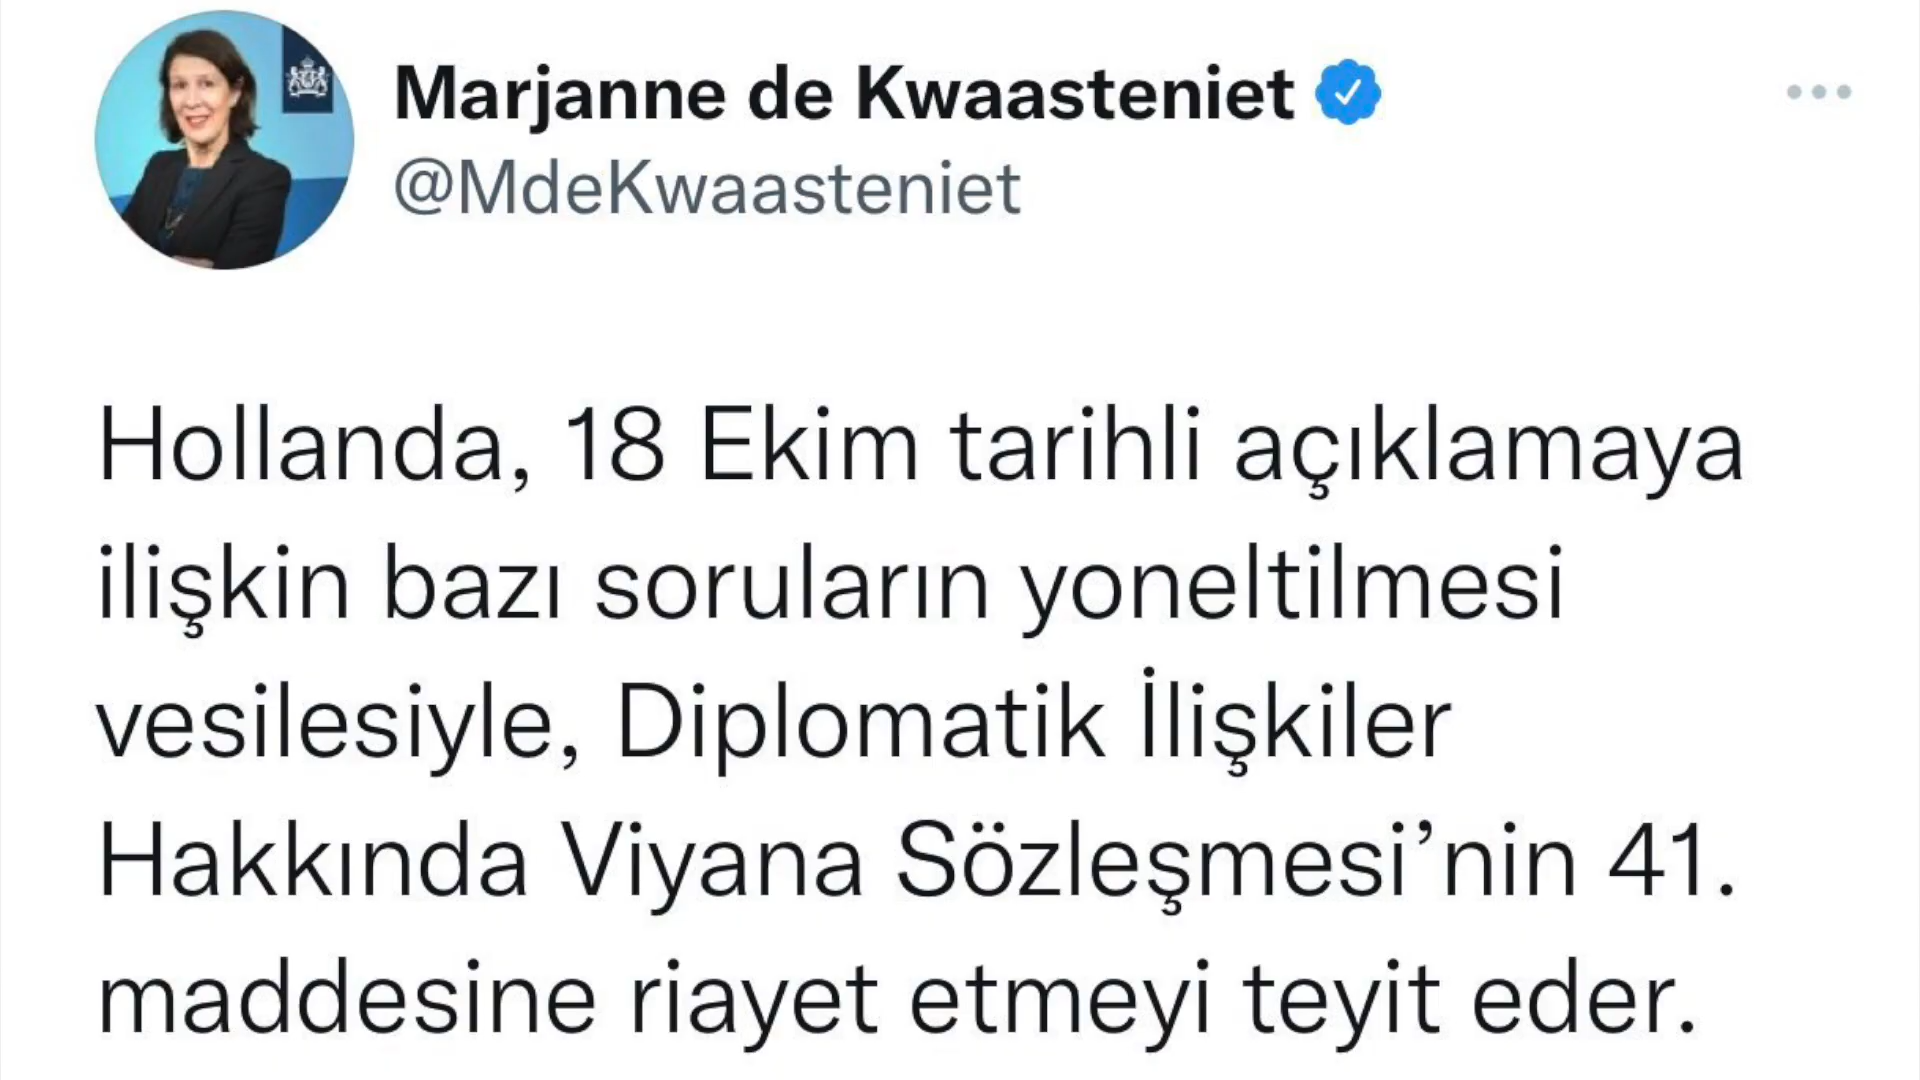 Marjanne de Kwaasteniet
@MdeKwaasteniet
Hollanda, 18 Ekim tarihli açıklamaya
ilişkin bazı soruların yoneltilmesi
vesilesiyle, Diplomatik İlişkiler
Hakkında Viyana Sözleşmesi’nin 41.
maddesine riayet etmeyi teyit eder.